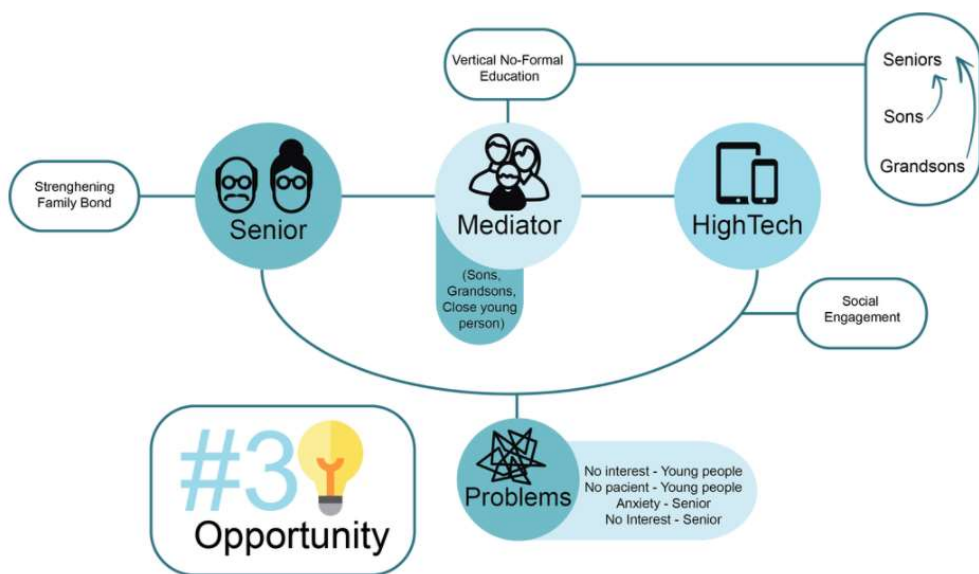 Vertical No-Formal
Education
Seniors
Sons
Grandsons
Strenghening
Family Bond
Senior
Mediator
HighTech
(Sons,
Grandsons,
Close young
person)
Social
Engagement
#3
Opportunity
Problems
No interest - Young people
No pacient - Young people
Anxiety - Senior
No Interest - Senior